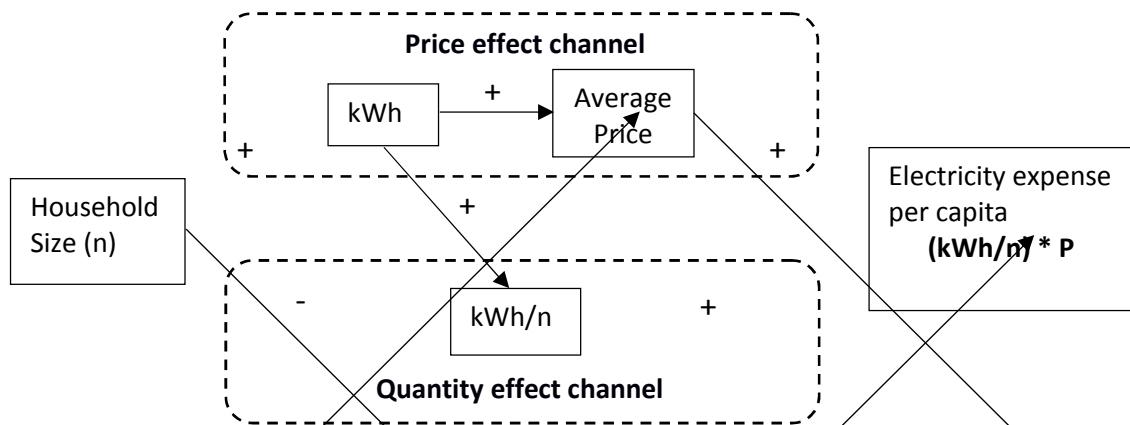 Price effect channel
+
kWh
Average
Price
+
+
Household
Size (n)
+
Electricity expense
per capita
(kWh/n) * P
-
kWh/n
+
Quantity effect channel